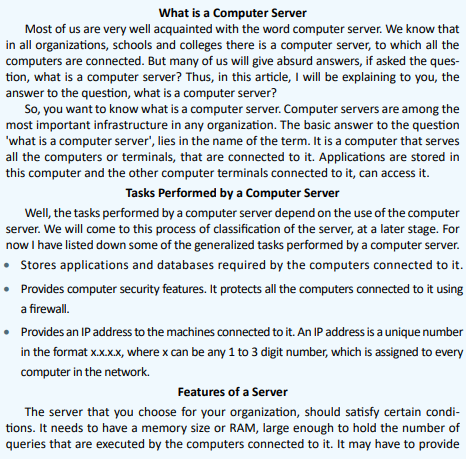 What is a Computer Server
Most of us are very well acquainted with the word computer server. We know that
in all organizations, schools and colleges there is a computer server, to which all the
computers are connected. But many of us will give absurd answers, if asked the ques-
tion, what is a computer server? Thus, in this article, I will be explaining to you, the
answer to the question, what is a computer server?
So, you want to know what is a computer server. Computer servers are among the
most important infrastructure in any organization. The basic answer to the question
'what is a computer server', lies in the name of the term. It is a computer that serves
all the computers or terminals, that are connected to it. Applications are stored in
this computer and the other computer terminals connected to it, can access it.
Tasks Performed by a Computer Server
Well, the tasks performed by a computer server depend on the use of the computer
server. We will come to this process of classification of the server, at a later stage. For
now I have listed down some of the generalized tasks performed by a computer server.
• Stores applications and databases required by the computers connected to it.
• Provides computer security features. It protects all the computers connected to it using
a firewall.
• Provides an IP address to the machines connected to it. An IP address is a unique number
in the format x.x.x.x, where x can be any 1 to 3 digit number, which is assigned to every
computer in the network.
Features of a Server
The server that you choose for your organization, should satisfy certain condi-
tions. It needs to have a memory size or RAM, large enough to hold the number of
queries that are executed by the computers connected to it. It may have to provide